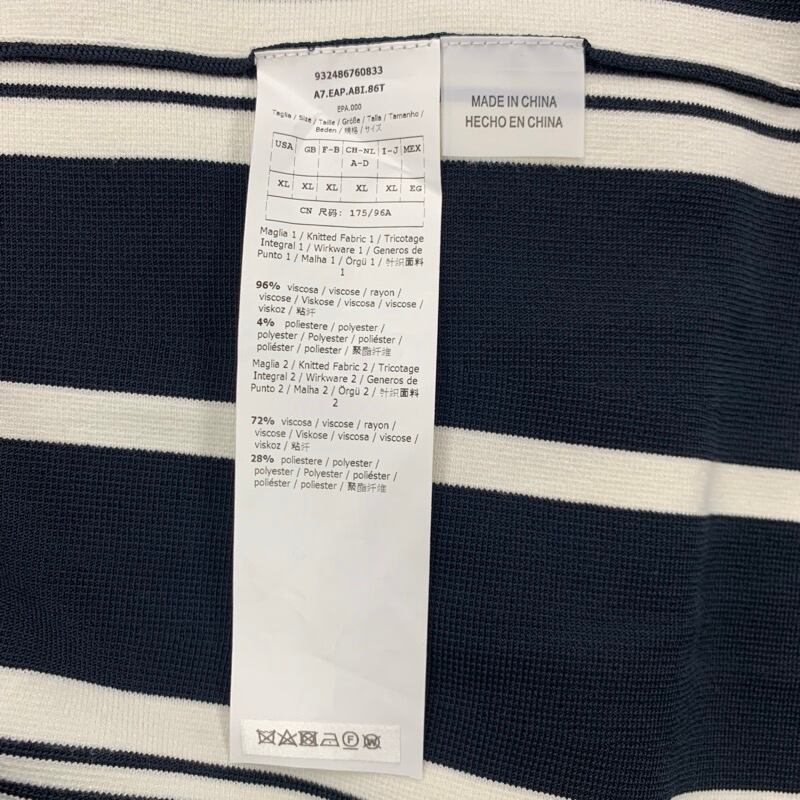 932486760833
A7.EAP.ABI.86T
EPA.000
Taglia / Size / Taille / Größe / Talla / Tamanho /
Beden / 规格 / サイズ
USA GB F-B CH-NL I-J MEX
A-D
XL XL XL XL XL EG
CN 尺码: 175/96A
Maglia 1 / Knitted Fabric 1 / Tricotage
Integral 1 / Wirkware 1 / Generos de
Punto 1 / Malha 1 / Örgü 1 / 针织面料
1
96% viscosa / viscose / rayon /
viscose / Viskose / viscosa / viscose /
viskoz / 粘纤
4% poliestere / polyester /
polyester / Polyester / poliéster /
poliéster / poliester / 聚酯纤维
Maglia 2 / Knitted Fabric 2 / Tricotage
Integral 2 / Wirkware 2 / Generos de
Punto 2 / Malha 2 / Örgü 2 / 针织面料
2
72% viscosa / viscose / rayon /
viscose / Viskose / viscosa / viscose /
viskoz / 粘纤
28% poliestere / polyester /
polyester / Polyester / poliéster /
poliéster / poliester / 聚酯纤维
F W
MADE IN CHINA
HECHO EN CHINA